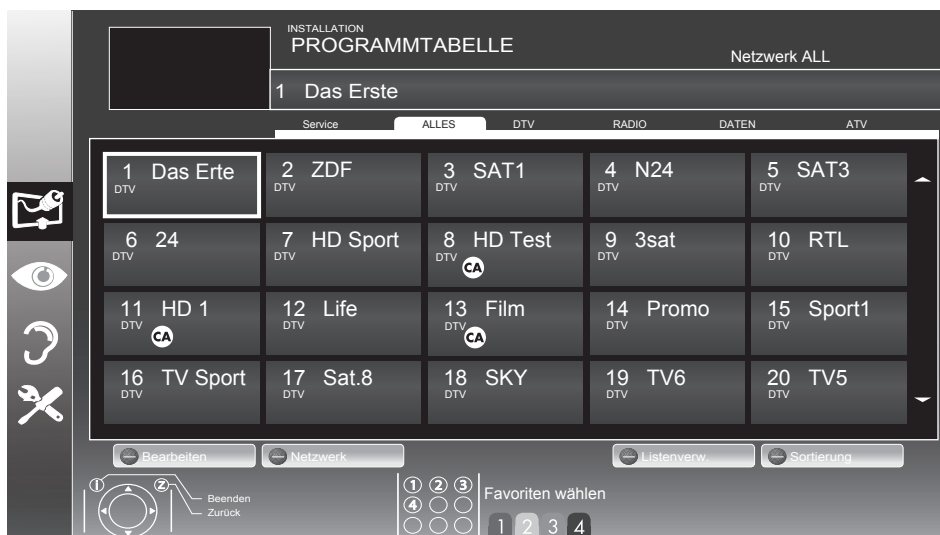 INSTALLATION
PROGRAMMTABELLE
Netzwerk ALL
1 Das Erste
Service ALLES DTV RADIO DATEN ATV
1 Das Erte 2 ZDF 3 SAT1 4 N24 5 SAT3
DTV DTV DTV DTV DTV
6 24 7 HD Sport 8 HD Test 9 3sat 10 RTL
DTV DTV DTV DTV DTV
CA
11 HD 1 12 Life 13 Film 14 Promo 15 Sport1
DTV DTV DTV DTV DTV
CA CA
16 TV Sport 17 Sat.8 18 SKY 19 TV6 20 TV5
DTV DTV DTV DTV DTV
Bearbeiten Netzwerk Listenverw. Sortierung
I Z 1 2 3
Beenden 4 Favoriten wählen
Zurück
1 2 3 4